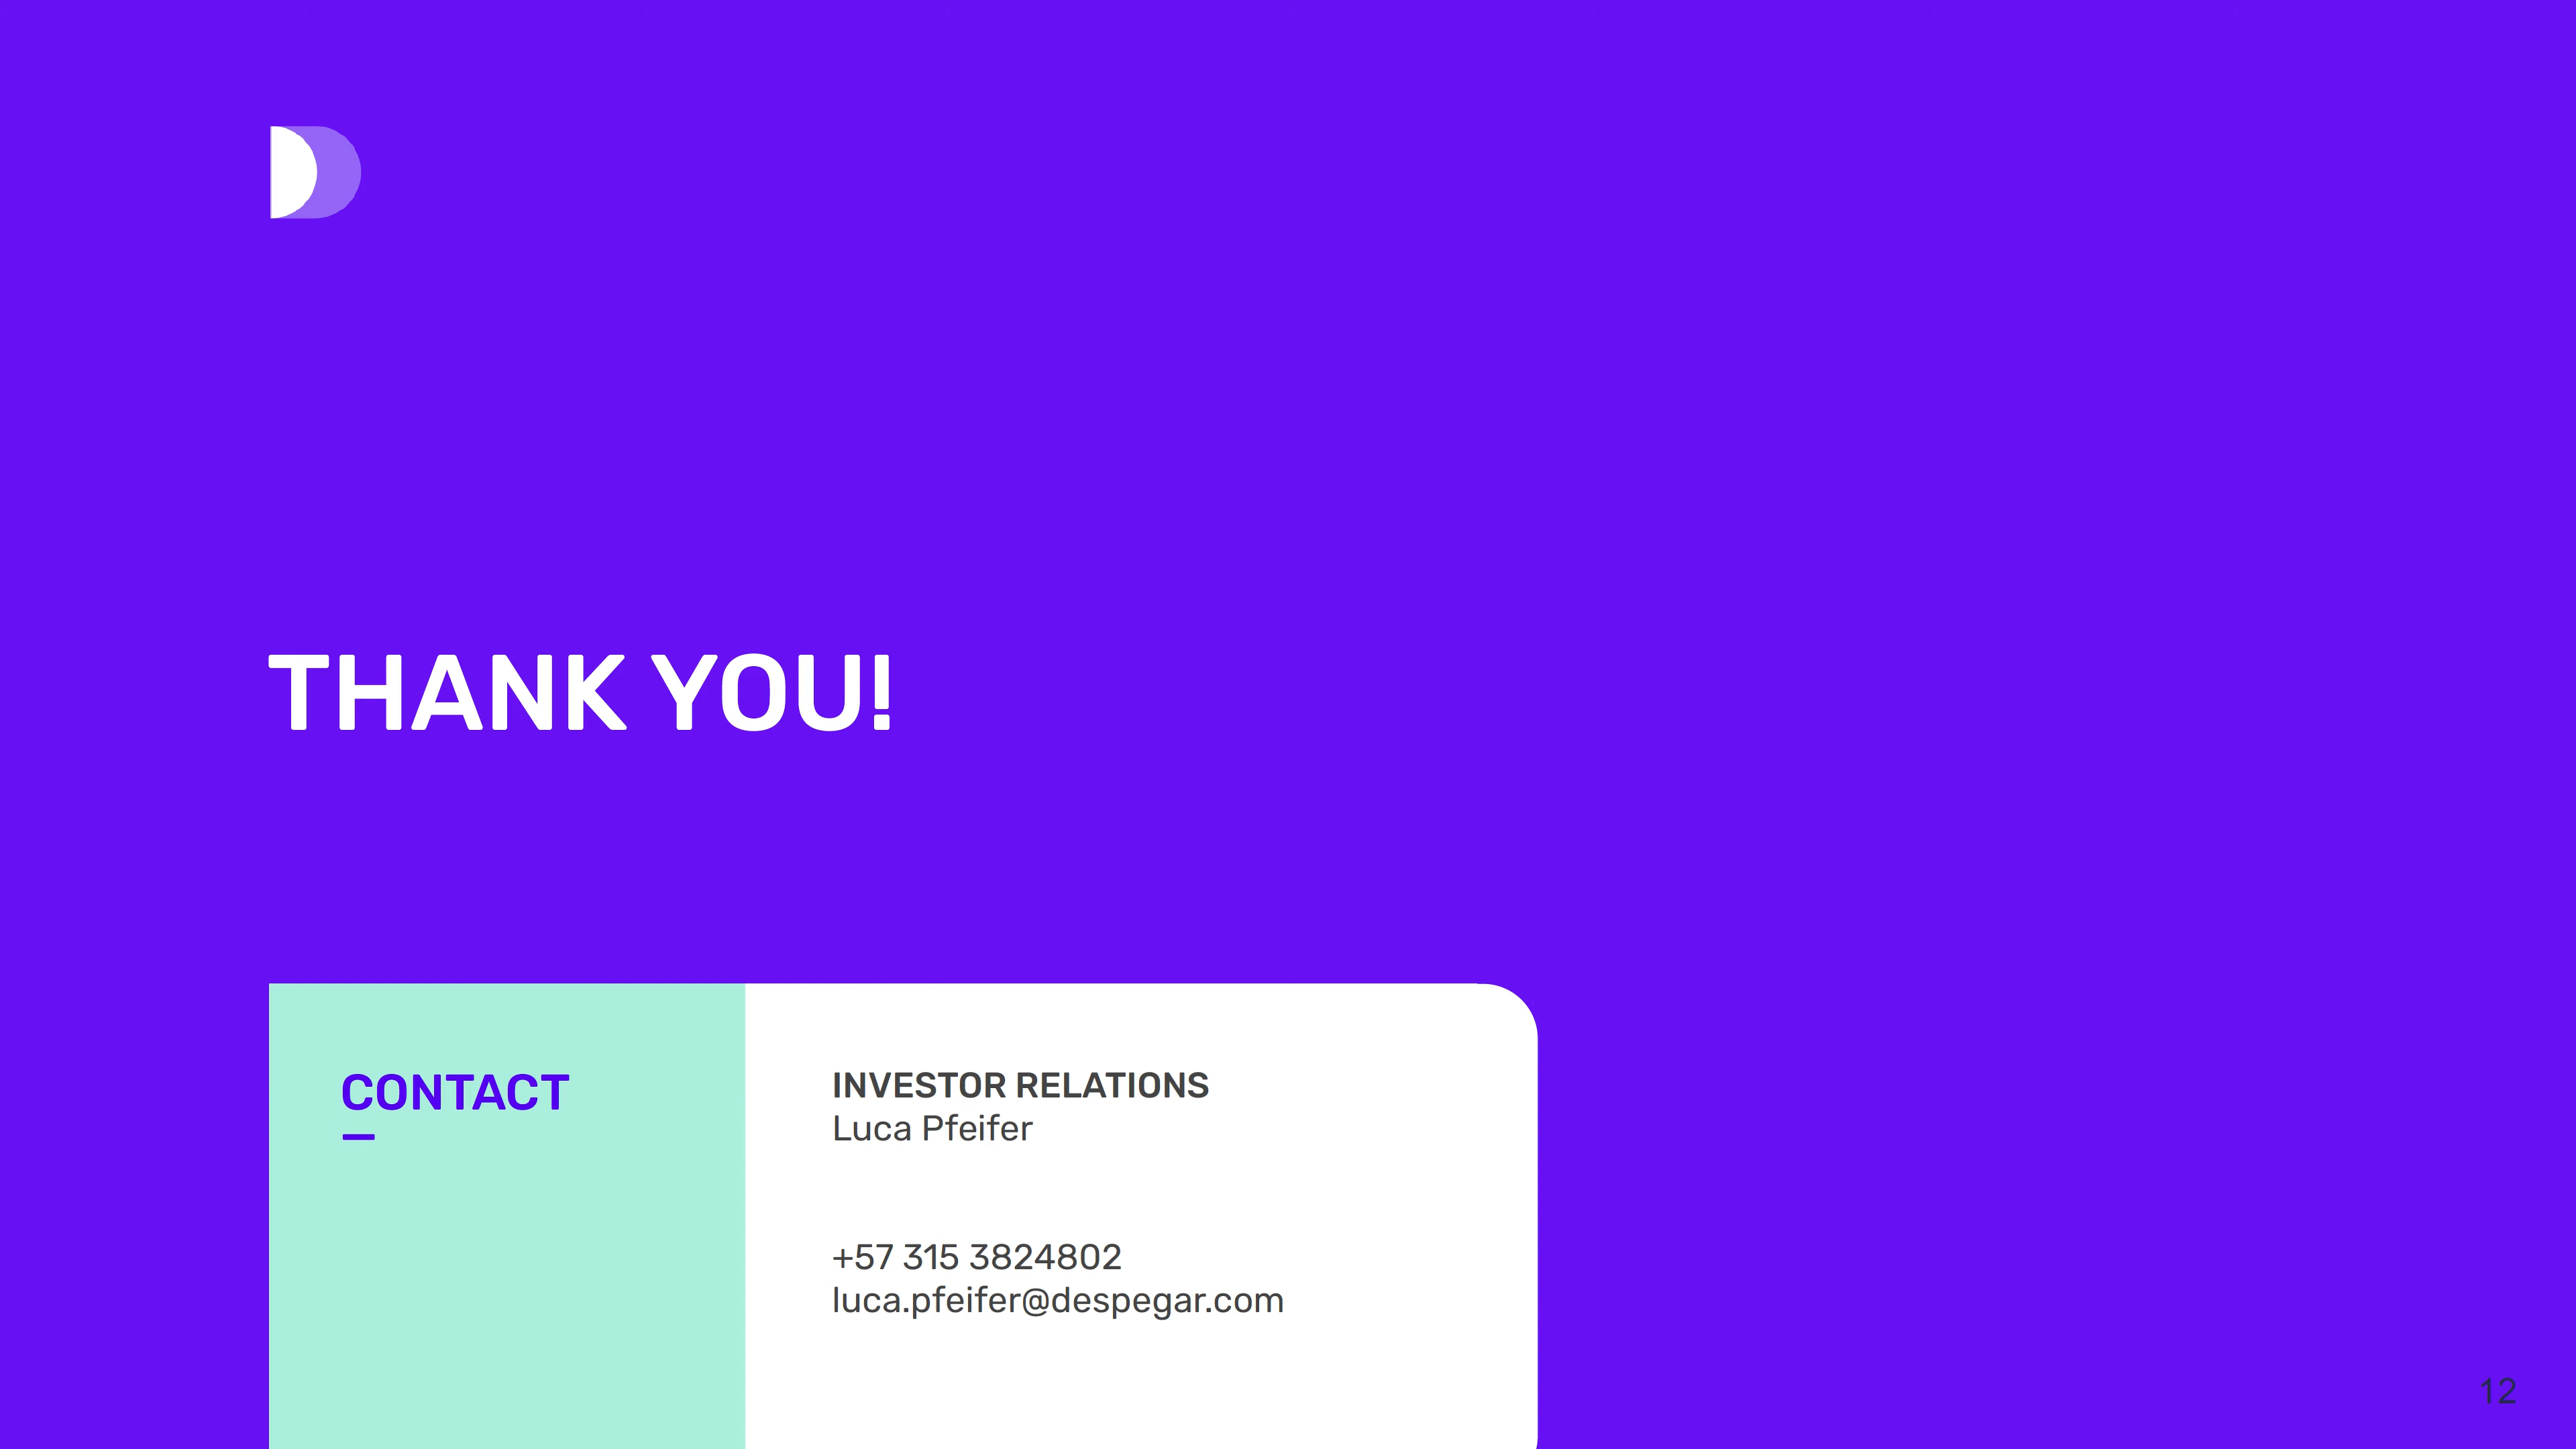 THANK YOU!
CONTACT
INVESTOR RELATIONS
Luca Pfeifer
+57 315 3824802
luca.pfeifer@despegar.com
12